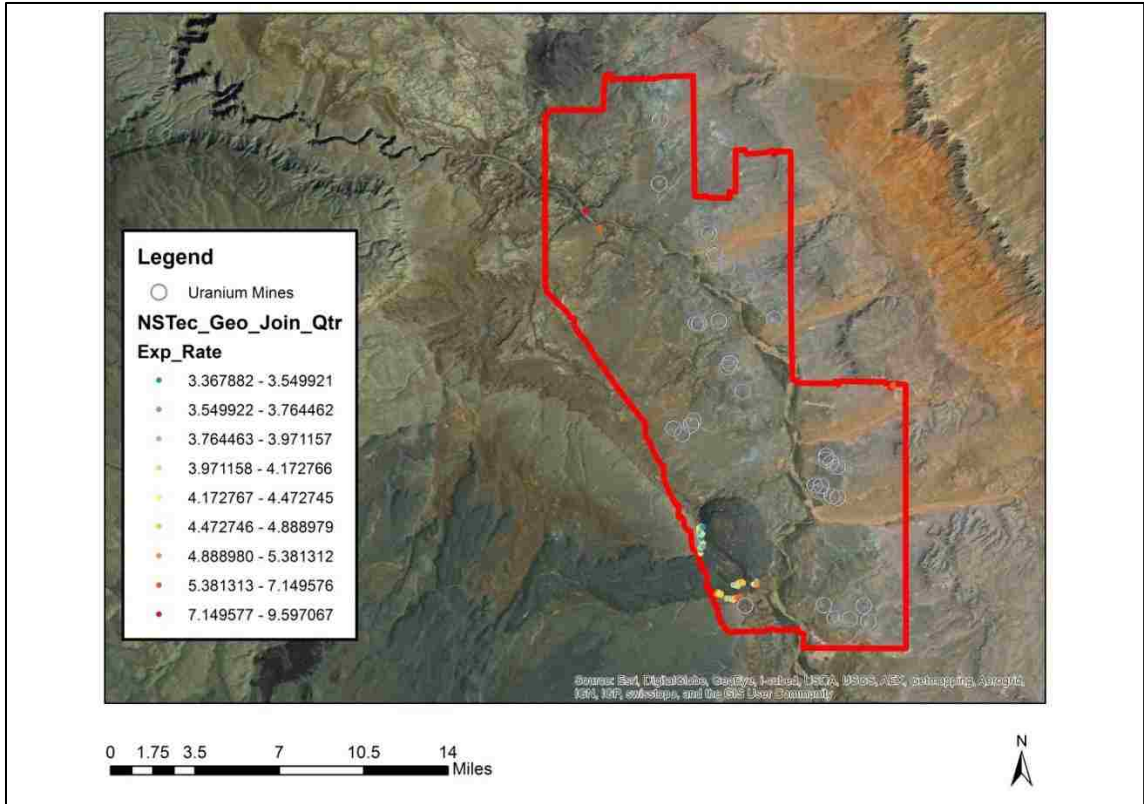 Legend
Uranium Mines
NSTec_Geo_Join_Qtr
Exp_Rate
3.367882 - 3.549921
3.549922 - 3.764462
3.764463 - 3.971157
3.971158 - 4.172766
4.172767 - 4.472745
4.472746 - 4.888979
4.888980 - 5.381312
5.381313 - 7.149576
7.149577 - 9.597067
Source: Esri, DigitalGlobe, GeoEye, i-cubed, USDA, USGS, AEX, Getmapping, Aerogrid,
IGN, IGP, swisstopo, and the GIS User Community
0 1.75 3.5 7 10.5 14
Miles
N